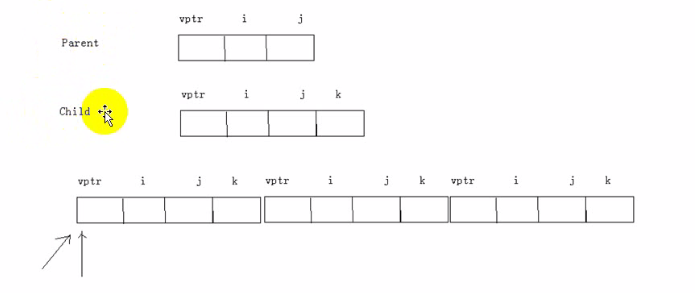 vptr i j
Parent
vptr i j k
Child
vptr i j k vptr i j k vptr i j k